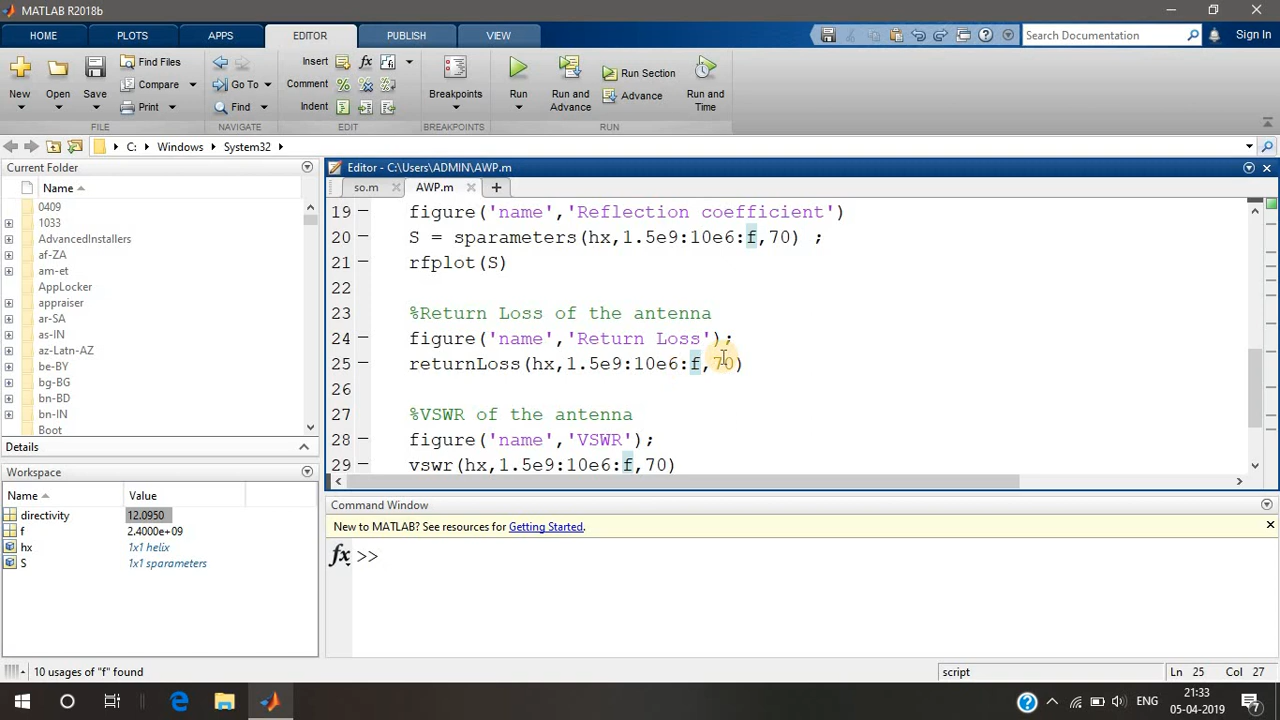 MATLAB R2018b
HOME
PLOTS
APPS
EDITOR
PUBLISH
VIEW
Search Documentation
Sign In
New
Open
Save
Find Files
Compare
Print
Go To
Find
Insert
fx
Comment
Indent
Breakpoints
Run
Run and Advance
Run Section
Advance
Run and Time
FILE
NAVIGATE
EDIT
BREAKPOINTS
RUN
C: Windows System32
Current Folder
Name
0409
1033
AdvancedInstallers
af-ZA
am-et
AppLocker
appraiser
ar-SA
as-IN
az-Latn-AZ
be-BY
bg-BG
bn-BD
bn-IN
Boot
Details
Workspace
Name Value
directivity 12.0950
f 2.4000e+09
hx 1x1 helix
S 1x1 sparameters
Editor - C:\Users\ADMIN\AWP.m
so.m
AWP.m
19 figure('name','Reflection coefficient')
20 S = sparameters(hx,1.5e9:10e6:f,70) ;
21 rfplot(S)
22
23 %Return Loss of the antenna
24 figure('name','Return Loss');
25 returnLoss(hx,1.5e9:10e6:f,70)
26
27 %VSWR of the antenna
28 figure('name','VSWR');
29 vswr(hx,1.5e9:10e6:f,70)
Command Window
New to MATLAB? See resources for Getting Started.
fx >>
10 usages of "f" found
script
Ln 25 Col 27
ENG
21:33
05-04-2019
7